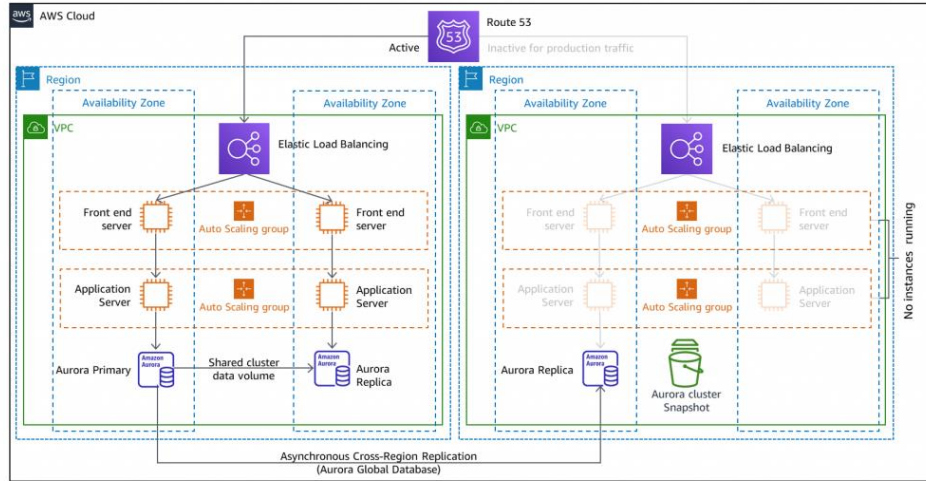 aws
AWS Cloud
Route 53
53
Active
Inactive for production traffic
Region
Availability Zone
Availability Zone
VPC
Elastic Load Balancing
Front end
server
Auto Scaling group
Front end
server
Application
Server
Auto Scaling group
Application
Server
Aurora Primary
Amazon
Aurora
Shared cluster
data volume
Amazon
Aurora
Aurora
Replica
Region
Availability Zone
Availability Zone
VPC
Elastic Load Balancing
Front end
server
Auto Scaling group
Front end
server
Application
Server
Auto Scaling group
Application
Server
No instances running
Aurora Replica
Amazon
Aurora
Aurora cluster
Snapshot
Asynchronous Cross-Region Replication
(Aurora Global Database)